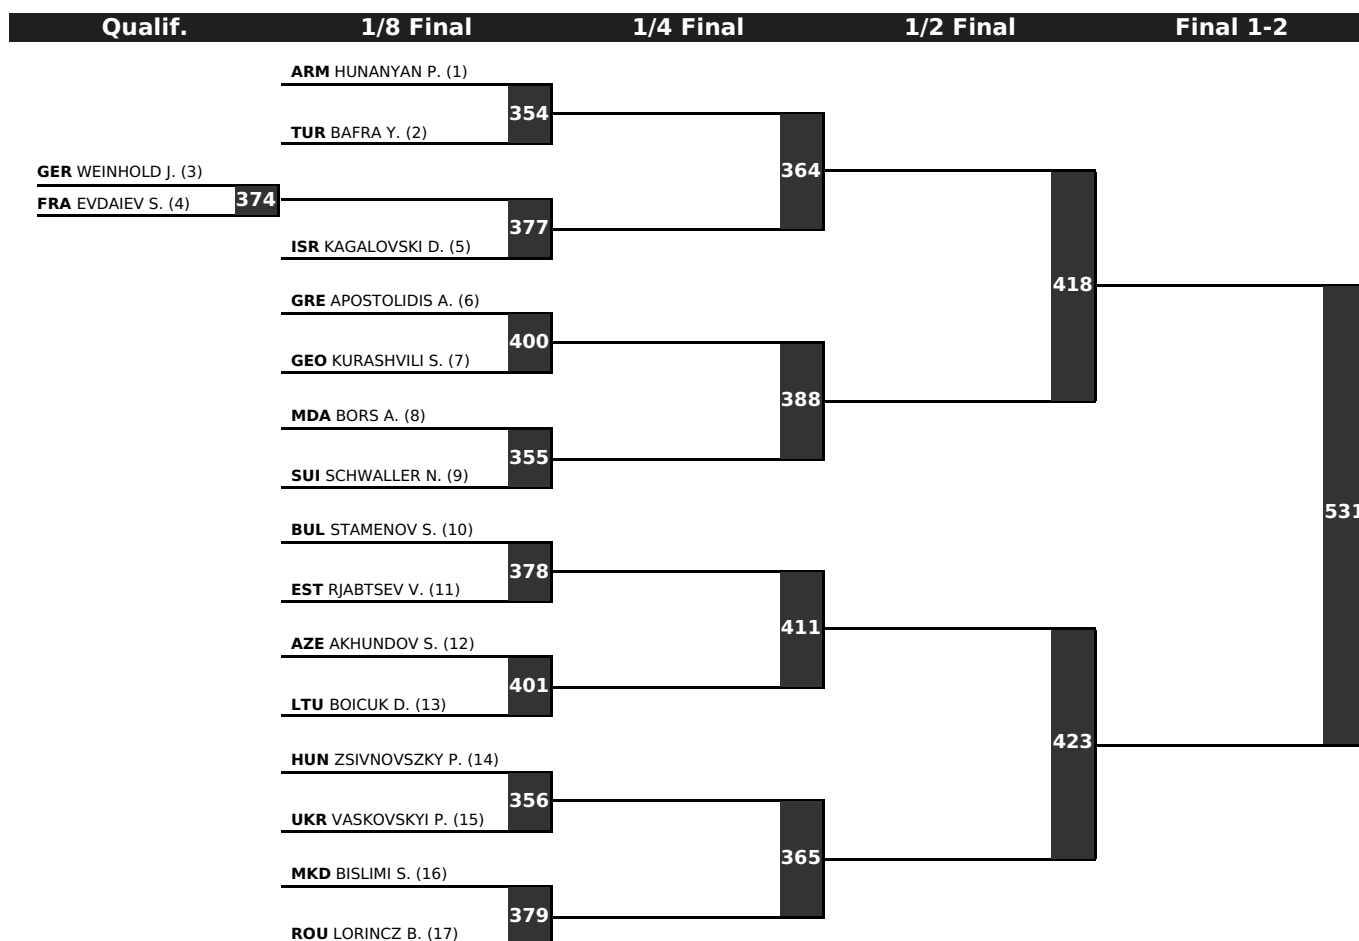 Qualif. 1/8 Final 1/4 Final 1/2 Final Final 1-2
ARM HUNANYAN P. (1)
354
TUR BAFRA Y. (2)
364
GER WEINHOLD J. (3)
374
FRA EVDAIEV S. (4)
377
ISR KAGALOVSKI D. (5)
418
GRE APOSTOLIDIS A. (6)
400
GEO KURASHVILI S. (7)
388
MDA BORS A. (8)
355
SUI SCHWALLER N. (9)
531
BUL STAMENOV S. (10)
378
EST RJABTSEV V. (11)
411
AZE AKHUNDOV S. (12)
401
LTU BOICUK D. (13)
423
HUN ZSIVNOVSZKY P. (14)
356
UKR VASKOVSKYI P. (15)
365
MKD BISLIMI S. (16)
379
ROU LORINCZ B. (17)